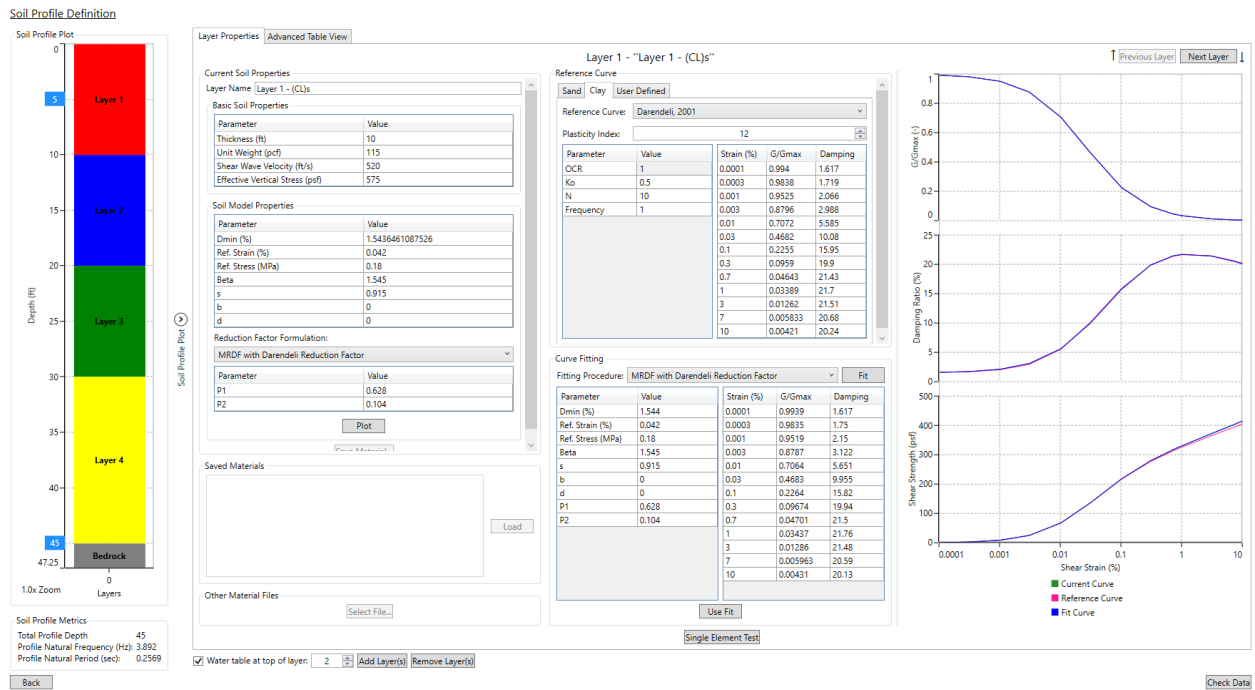 Soil Profile Definition
Soil Profile Plot
0
5
10
15
20
25
30
35
40
45
47.25
Depth (ft)
Layer 1
Layer 2
Layer 3
Layer 4
Bedrock
0
Layers
1.0x Zoom
Soil Profile Plot
Soil Profile Metrics
Total Profile Depth 45
Profile Natural Frequency (Hz): 3.892
Profile Natural Period (sec): 0.2569
Back
Layer Properties Advanced Table View
Layer 1 - "Layer 1 - (CL)s"
↑ Previous Layer Next Layer ↓
Current Soil Properties
Layer Name Layer 1 - (CL)s
Basic Soil Properties
Parameter Value
Thickness (ft) 10
Unit Weight (pcf) 115
Shear Wave Velocity (ft/s) 520
Effective Vertical Stress (psf) 575
Soil Model Properties
Parameter Value
Dmin (%) 1.5436461087526
Ref. Strain (%) 0.042
Ref. Stress (MPa) 0.18
Beta 1.545
s 0.915
b 0
d 0
Reduction Factor Formulation:
MRDF with Darendeli Reduction Factor
Parameter Value
P1 0.628
P2 0.104
Plot
Save Material
Saved Materials
Load
Other Material Files
Select File...
Reference Curve
Sand Clay User Defined
Reference Curve: Darendeli, 2001
Plasticity Index: 12
Parameter Value
OCR 1
Ko 0.5
N 10
Frequency 1
Strain (%) G/Gmax Damping
0.0001 0.994 1.617
0.0003 0.9838 1.719
0.001 0.9525 2.066
0.003 0.8796 2.988
0.01 0.7072 5.585
0.03 0.4682 10.08
0.1 0.2255 15.95
0.3 0.0959 19.9
0.7 0.04643 21.43
1 0.03389 21.7
3 0.01262 21.51
7 0.005833 20.68
10 0.00421 20.24
Curve Fitting
Fitting Procedure: MRDF with Darendeli Reduction Factor Fit
Parameter Value
Dmin (%) 1.544
Ref. Strain (%) 0.042
Ref. Stress (MPa) 0.18
Beta 1.545
s 0.915
b 0
d 0
P1 0.628
P2 0.104
Strain (%) G/Gmax Damping
0.0001 0.9939 1.617
0.0003 0.9835 1.75
0.001 0.9519 2.15
0.003 0.8787 3.122
0.01 0.7064 5.651
0.03 0.4683 9.955
0.1 0.2264 15.82
0.3 0.09674 19.94
0.7 0.04701 21.5
1 0.03437 21.76
3 0.01286 21.48
7 0.005963 20.59
10 0.00431 20.13
Use Fit
Single Element Test
G/Gmax (-)
1
0.8
0.6
0.4
0.2
0
Damping Ratio (%)
25
20
15
10
5
0
Shear Strength (psf)
500
400
300
200
100
0
0.0001 0.001 0.01 0.1 1 10
Shear Strain (%)
Current Curve
Reference Curve
Fit Curve
Water table at top of layer: 2 Add Layer(s) Remove Layer(s)
Check Data